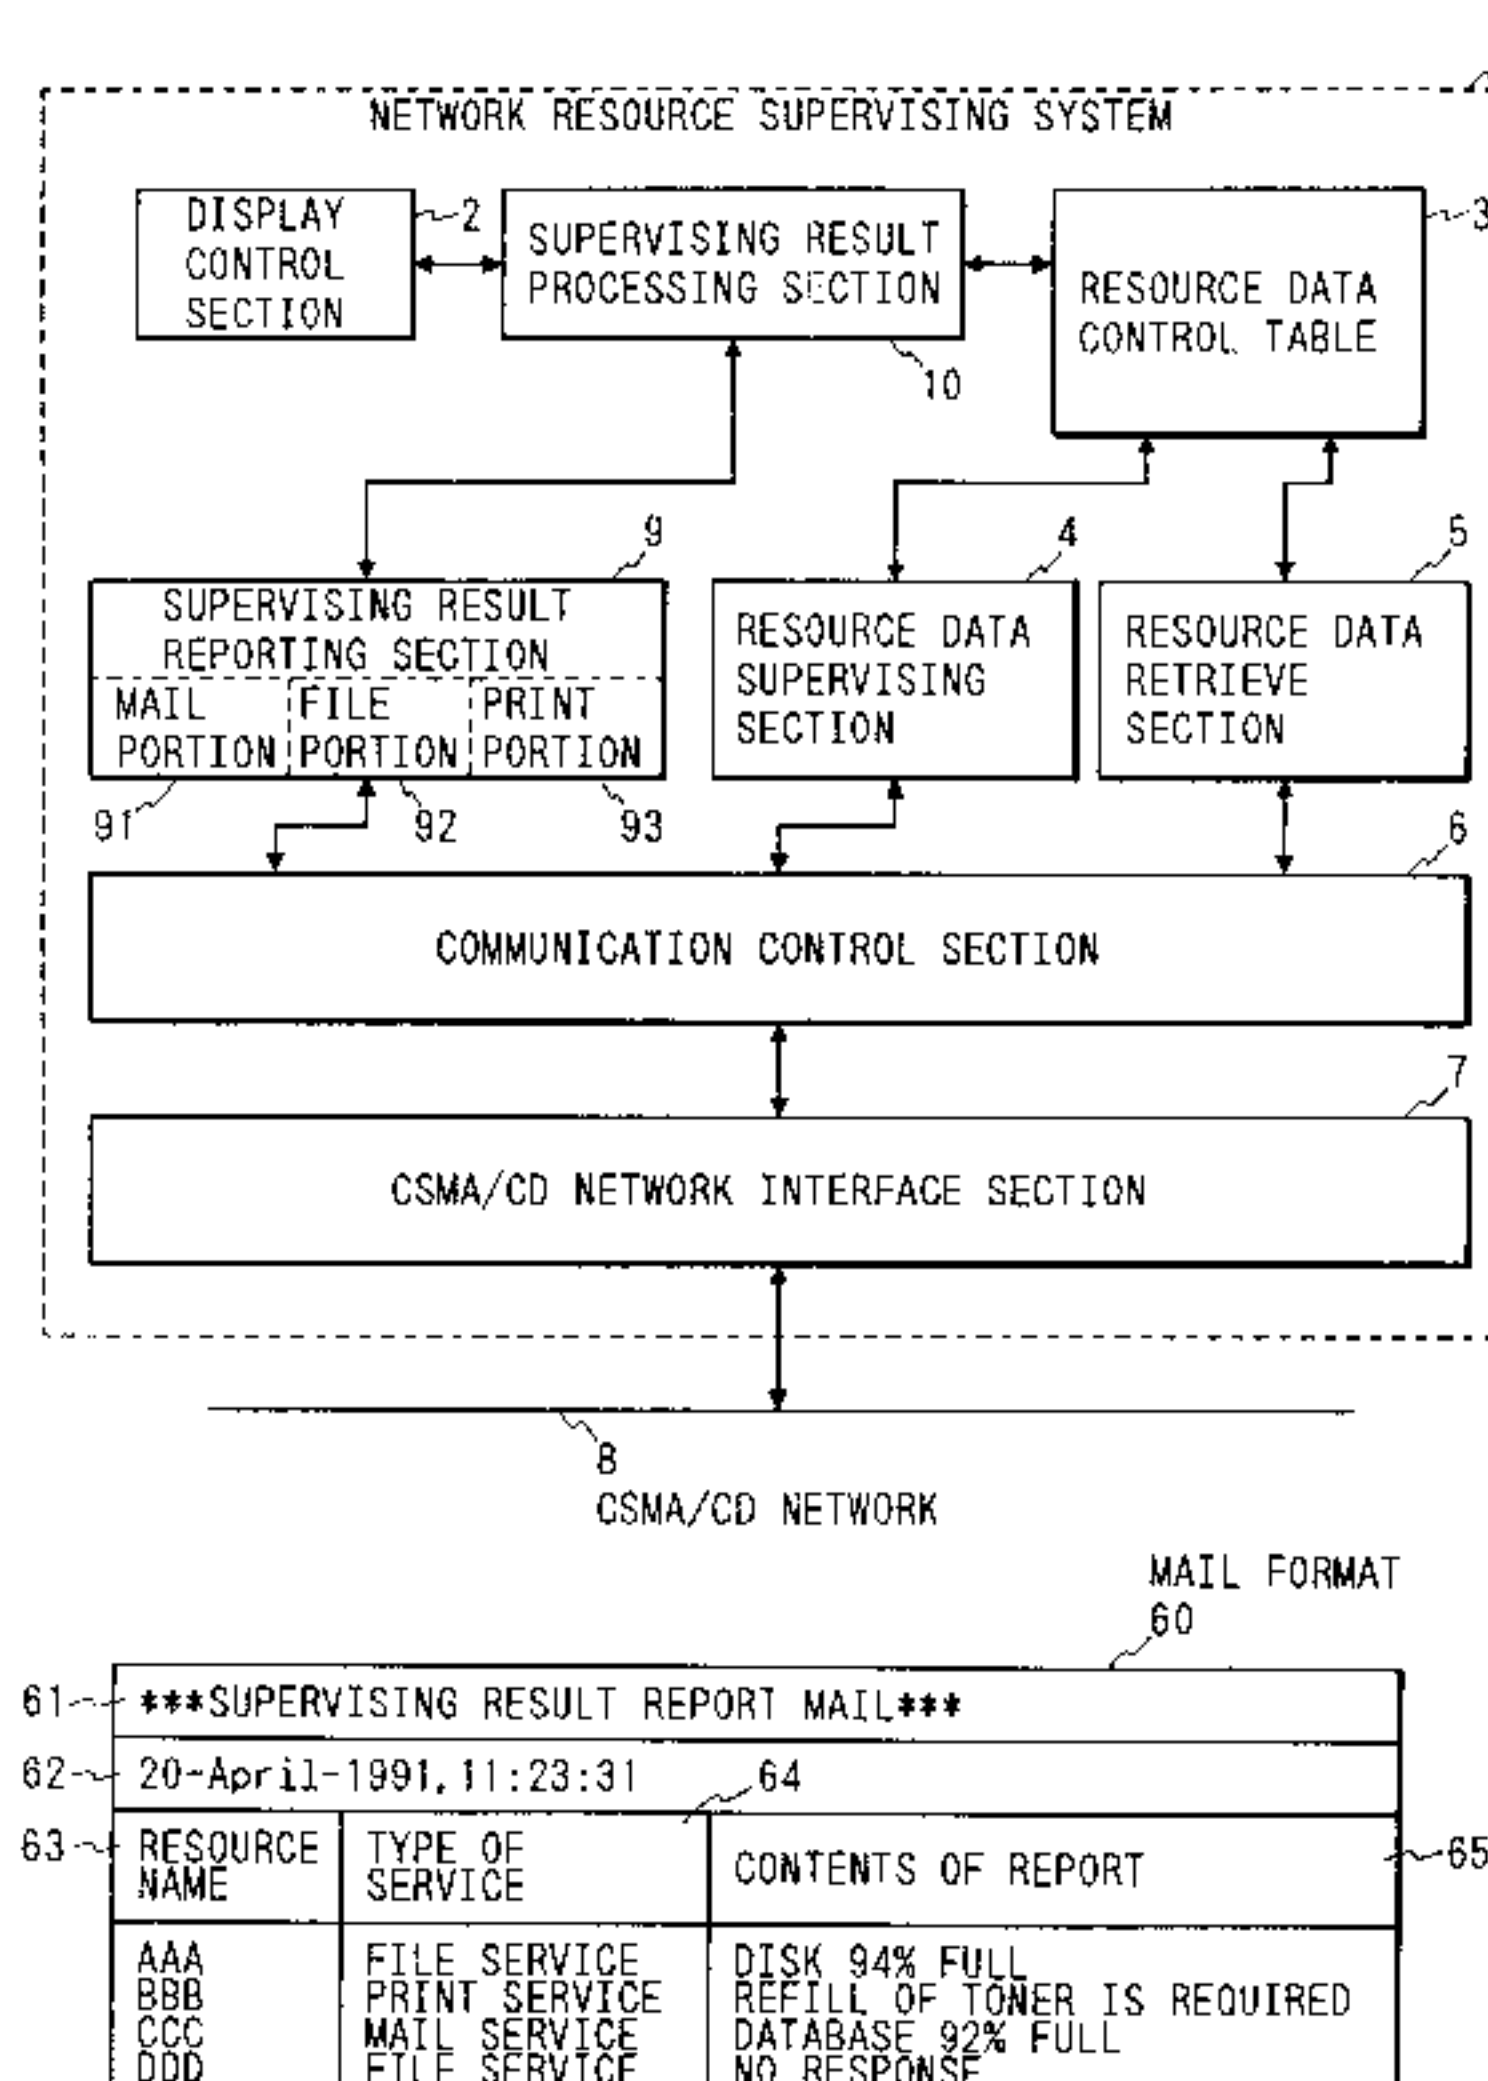 NETWORK RESOURCE SUPERVISING SYSTEM
DISPLAY
CONTROL
SECTION
2
SUPERVISING RESULT
PROCESSING SECTION
10
RESOURCE DATA
CONTROL TABLE
3
9
SUPERVISING RESULT
REPORTING SECTION
MAIL
PORTION
FILE
PORTION
PRINT
PORTION
91
92
93
4
RESOURCE DATA
SUPERVISING
SECTION
5
RESOURCE DATA
RETRIEVE
SECTION
6
COMMUNICATION CONTROL SECTION
7
CSMA/CD NETWORK INTERFACE SECTION
8
CSMA/CD NETWORK
MAIL FORMAT
60
61
***SUPERVISING RESULT REPORT MAIL***
62
20-April-1991,11:23:31
64
63
RESOURCE
NAME
TYPE OF
SERVICE
CONTENTS OF REPORT
65
AAA FILE SERVICE DISK 94% FULL
BBB PRINT SERVICE REFILL OF TONER IS REQUIRED
CCC MAIL SERVICE DATABASE 92% FULL
DDD FILE SERVICE NO RESPONSE